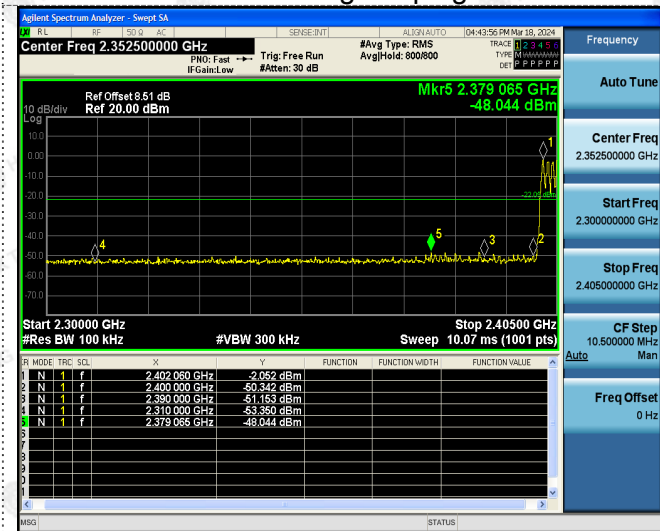 Agilent Spectrum Analyzer - Swept SA
LXI RL RF 50 Ω AC SENSE:INT ALIGN AUTO 04:43:56 PM Mar 18, 2024
Center Freq 2.352500000 GHz
PNO: Fast
IFGain:Low
Trig: Free Run
#Atten: 30 dB
#Avg Type: RMS
Avg|Hold: 800/800
TRACE 1 2 3 4 5 6
TYPE M
DET P P P P P P
Frequency
Mkr5 2.379 065 GHz
-48.044 dBm
Ref Offset 8.51 dB
10 dB/div Ref 20.00 dBm
Log
10.0
0.00
-10.0
-20.0
-30.0
-40.0
-50.0
-60.0
-70.0
1
2
3
4
5
Start 2.30000 GHz Stop 2.40500 GHz
#Res BW 100 kHz #VBW 300 kHz Sweep 10.07 ms (1001 pts)
MODE TRC SCL X Y FUNCTION FUNCTION WIDTH FUNCTION VALUE
1 N 1 f 2.402 060 GHz -2.052 dBm
2 N 1 f 2.400 000 GHz -50.342 dBm
3 N 1 f 2.390 000 GHz -51.153 dBm
4 N 1 f 2.310 000 GHz -53.350 dBm
5 N 1 f 2.379 065 GHz -48.044 dBm
6
7
8
9
MSG STATUS
Auto Tune
Center Freq
2.352500000 GHz
Start Freq
2.300000000 GHz
Stop Freq
2.405000000 GHz
CF Step
10.500000 MHz
Auto Man
Freq Offset
0 Hz